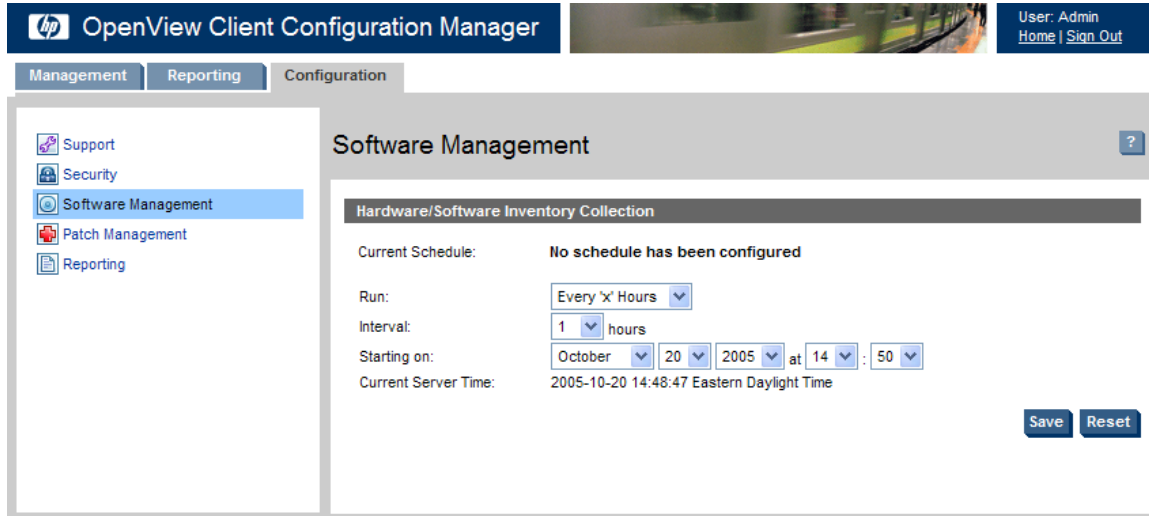 hp OpenView Client Configuration Manager
User: Admin
Home | Sign Out
Management Reporting Configuration
Support
Security
Software Management
Patch Management
Reporting
Software Management
?
Hardware/Software Inventory Collection
Current Schedule: No schedule has been configured
Run: Every 'x' Hours
Interval: 1 hours
Starting on: October 20 2005 at 14 : 50
Current Server Time: 2005-10-20 14:48:47 Eastern Daylight Time
Save Reset